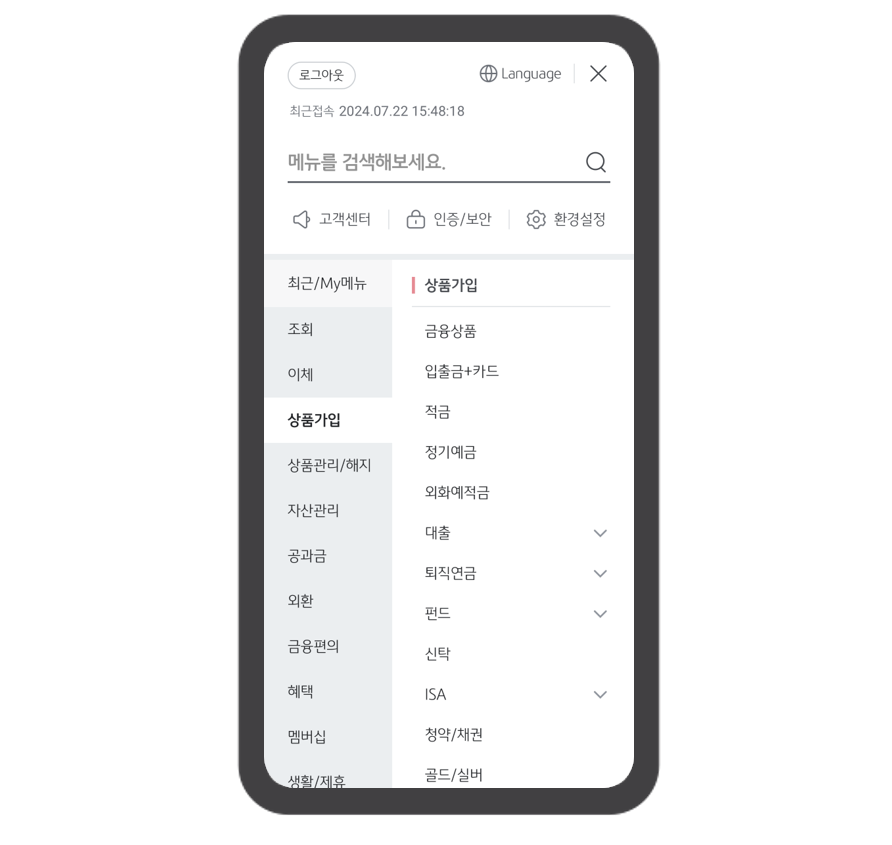 로그아웃
Language
최근접속 2024.07.22 15:48:18
메뉴를 검색해보세요.
고객센터
인증/보안
환경설정
최근/My메뉴
조회
이체
상품가입
상품관리/해지
자산관리
공과금
외환
금융편의
혜택
멤버십
생활/제휴
상품가입
금융상품
입출금+카드
적금
정기예금
외화예적금
대출
퇴직연금
펀드
신탁
ISA
청약/채권
골드/실버